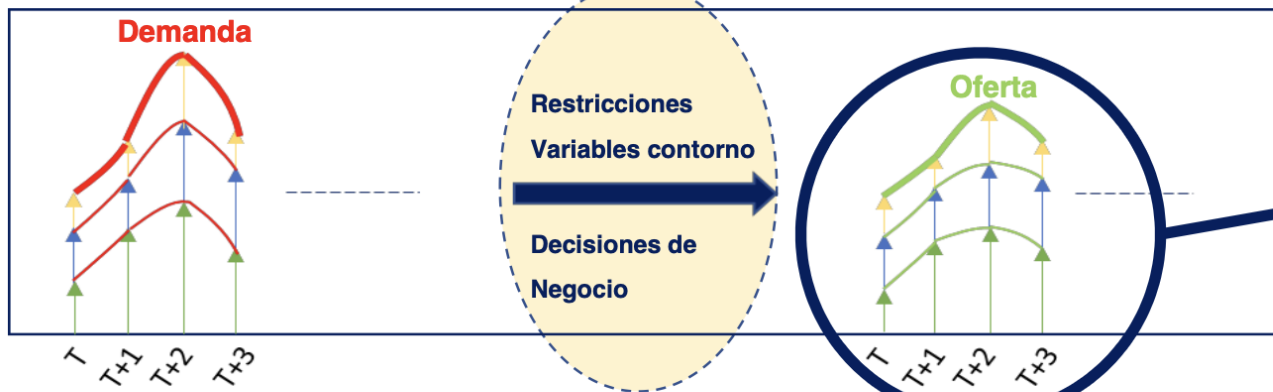 Demanda
Restricciones
Variables contorno
Decisiones de
Negocio
Oferta
T
T+1
T+2
T+3
T
T+1
T+2
T+3